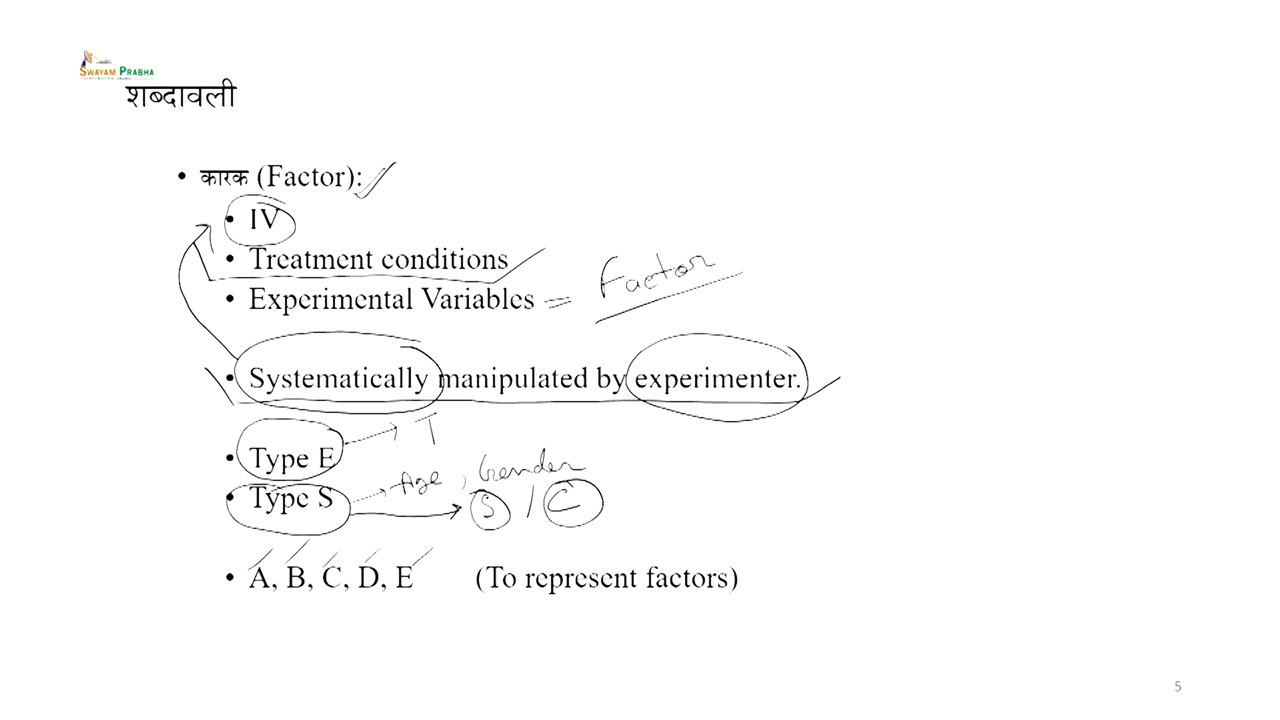 SWAYAM PRABHA
शब्दावली
• कारक (Factor):
• IV
• Treatment conditions
• Experimental Variables = Factor
• Systematically manipulated by experimenter.
• Type E → T
• Type S → Age, Gender
S / C
• A, B, C, D, E (To represent factors)
5